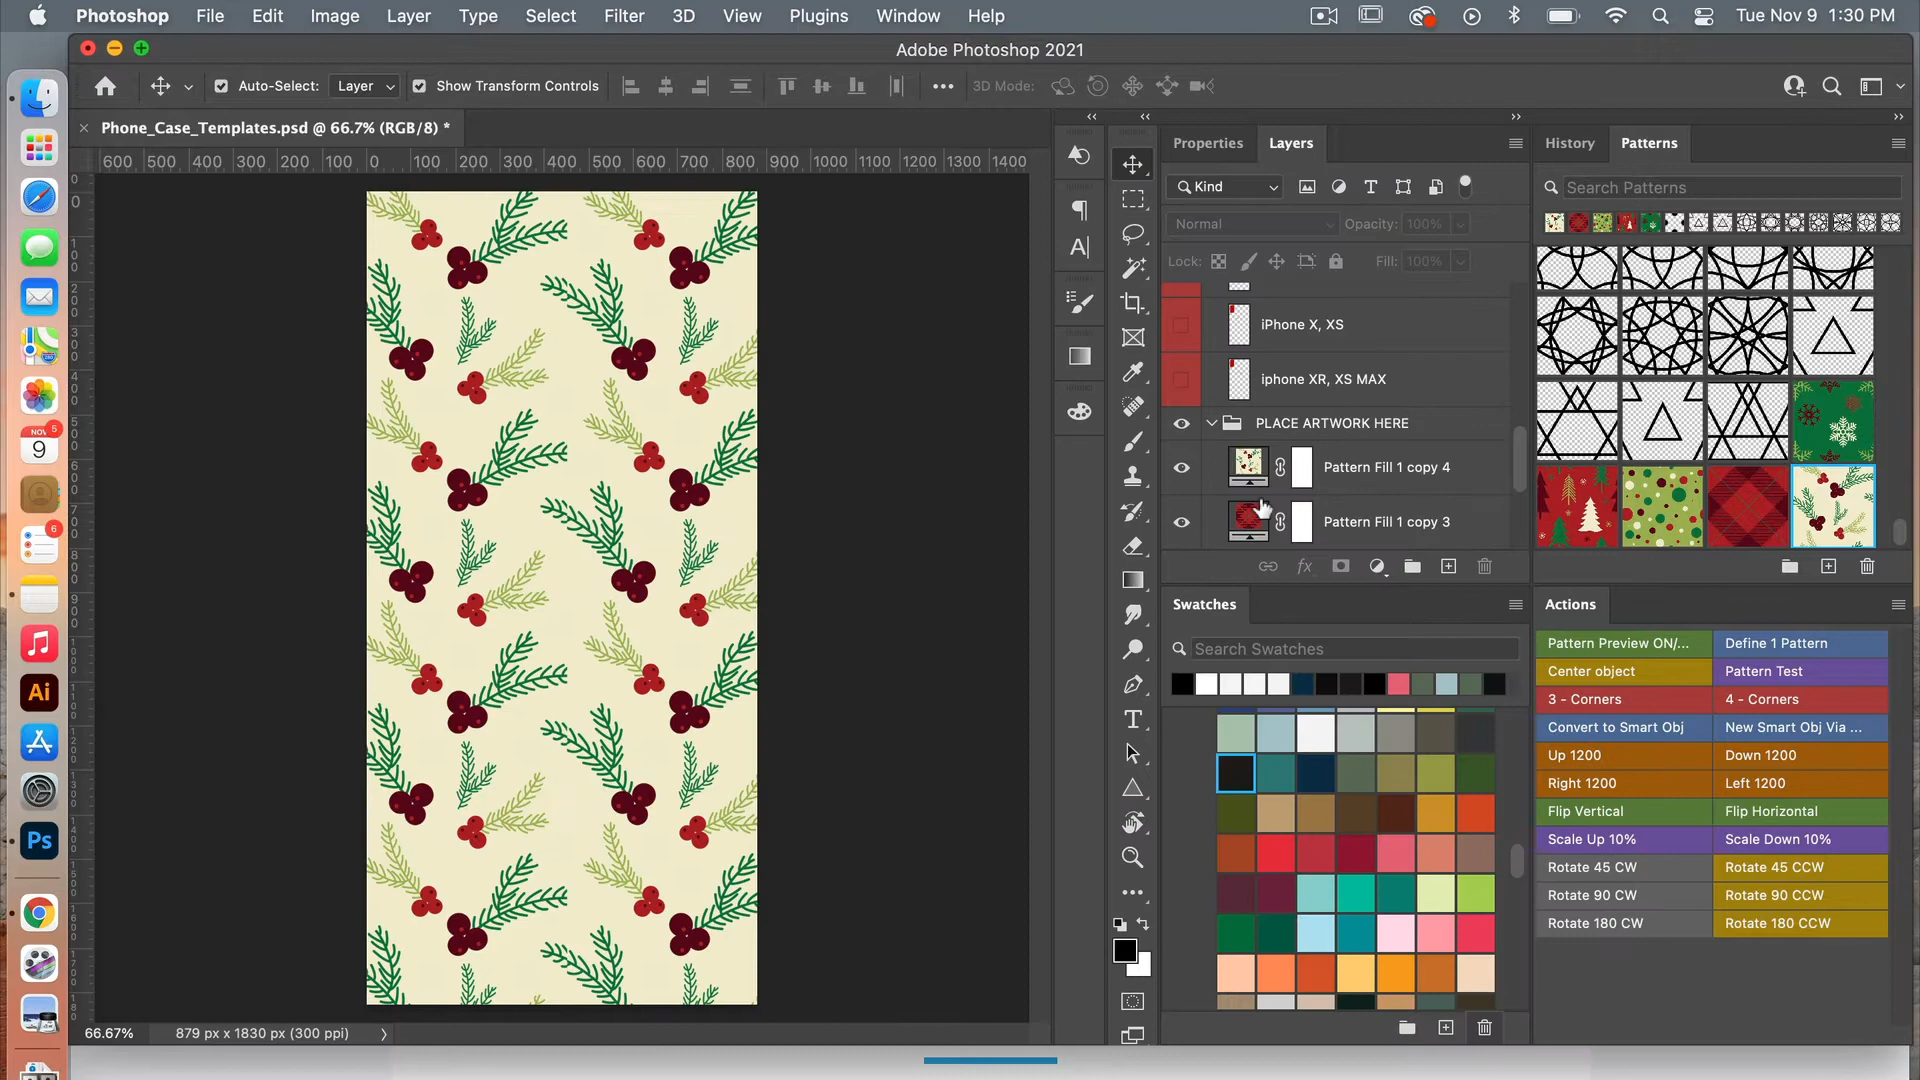 Photoshop File Edit Image Layer Type Select Filter 3D View Plugins Window Help Tue Nov 9 1:30 PM
Adobe Photoshop 2021
Auto-Select: Layer Show Transform Controls 3D Mode:
Phone_Case_Templates.psd @ 66.7% (RGB/8) *
600 500 400 300 200 100 0 100 200 300 400 500 600 700 800 900 1000 1100 1200 1300 1400
Properties Layers
Kind
Normal Opacity: 100%
Lock: Fill: 100%
iPhone X, XS
iphone XR, XS MAX
PLACE ARTWORK HERE
Pattern Fill 1 copy 4
Pattern Fill 1 copy 3
fx
History Patterns
Search Patterns
Swatches
Search Swatches
Actions
Pattern Preview ON/... Define 1 Pattern
Center object Pattern Test
3 - Corners 4 - Corners
Convert to Smart Obj New Smart Obj Via ...
Up 1200 Down 1200
Right 1200 Left 1200
Flip Vertical Flip Horizontal
Scale Up 10% Scale Down 10%
Rotate 45 CW Rotate 45 CCW
Rotate 90 CW Rotate 90 CCW
Rotate 180 CW Rotate 180 CCW
NOV 5
9
6
Ai
Ps
66.67% 879 px x 1830 px (300 ppi)